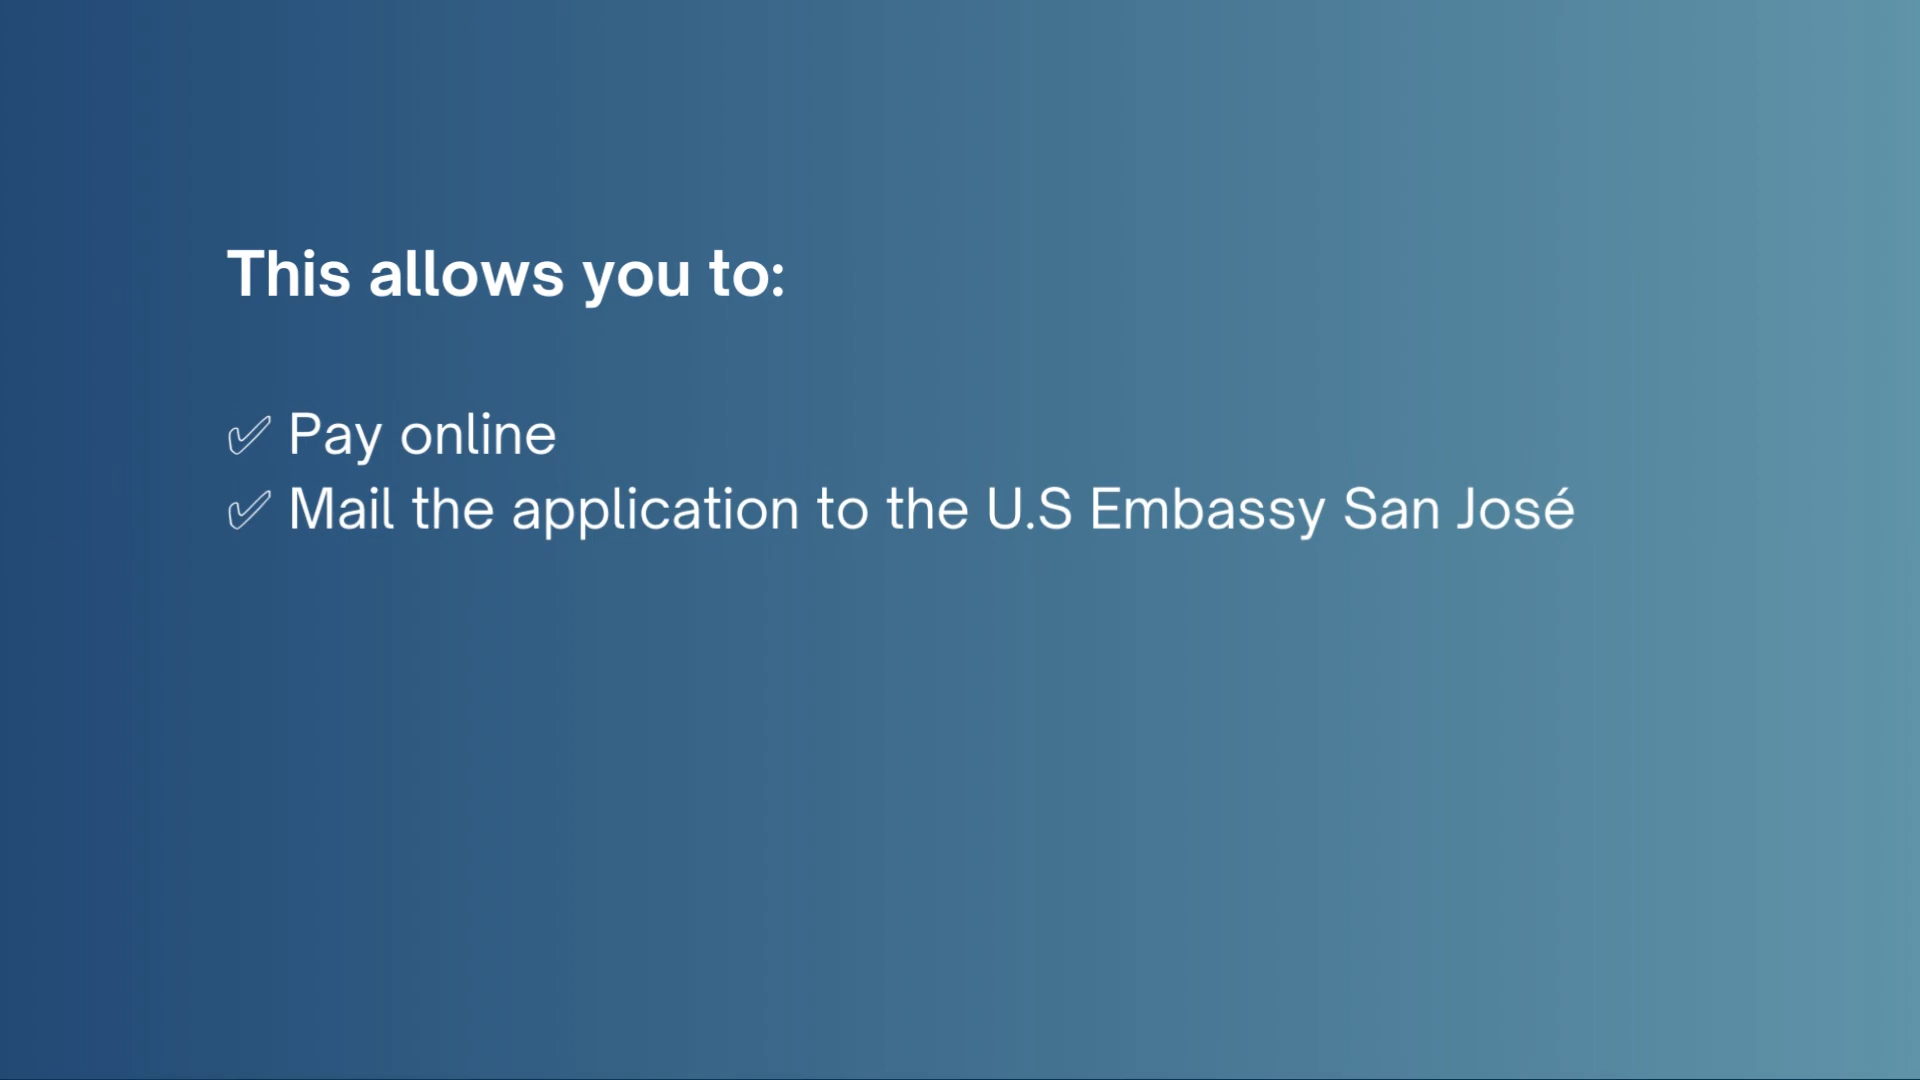 This allows you to:
✅ Pay online
✅ Mail the application to the U.S Embassy San José